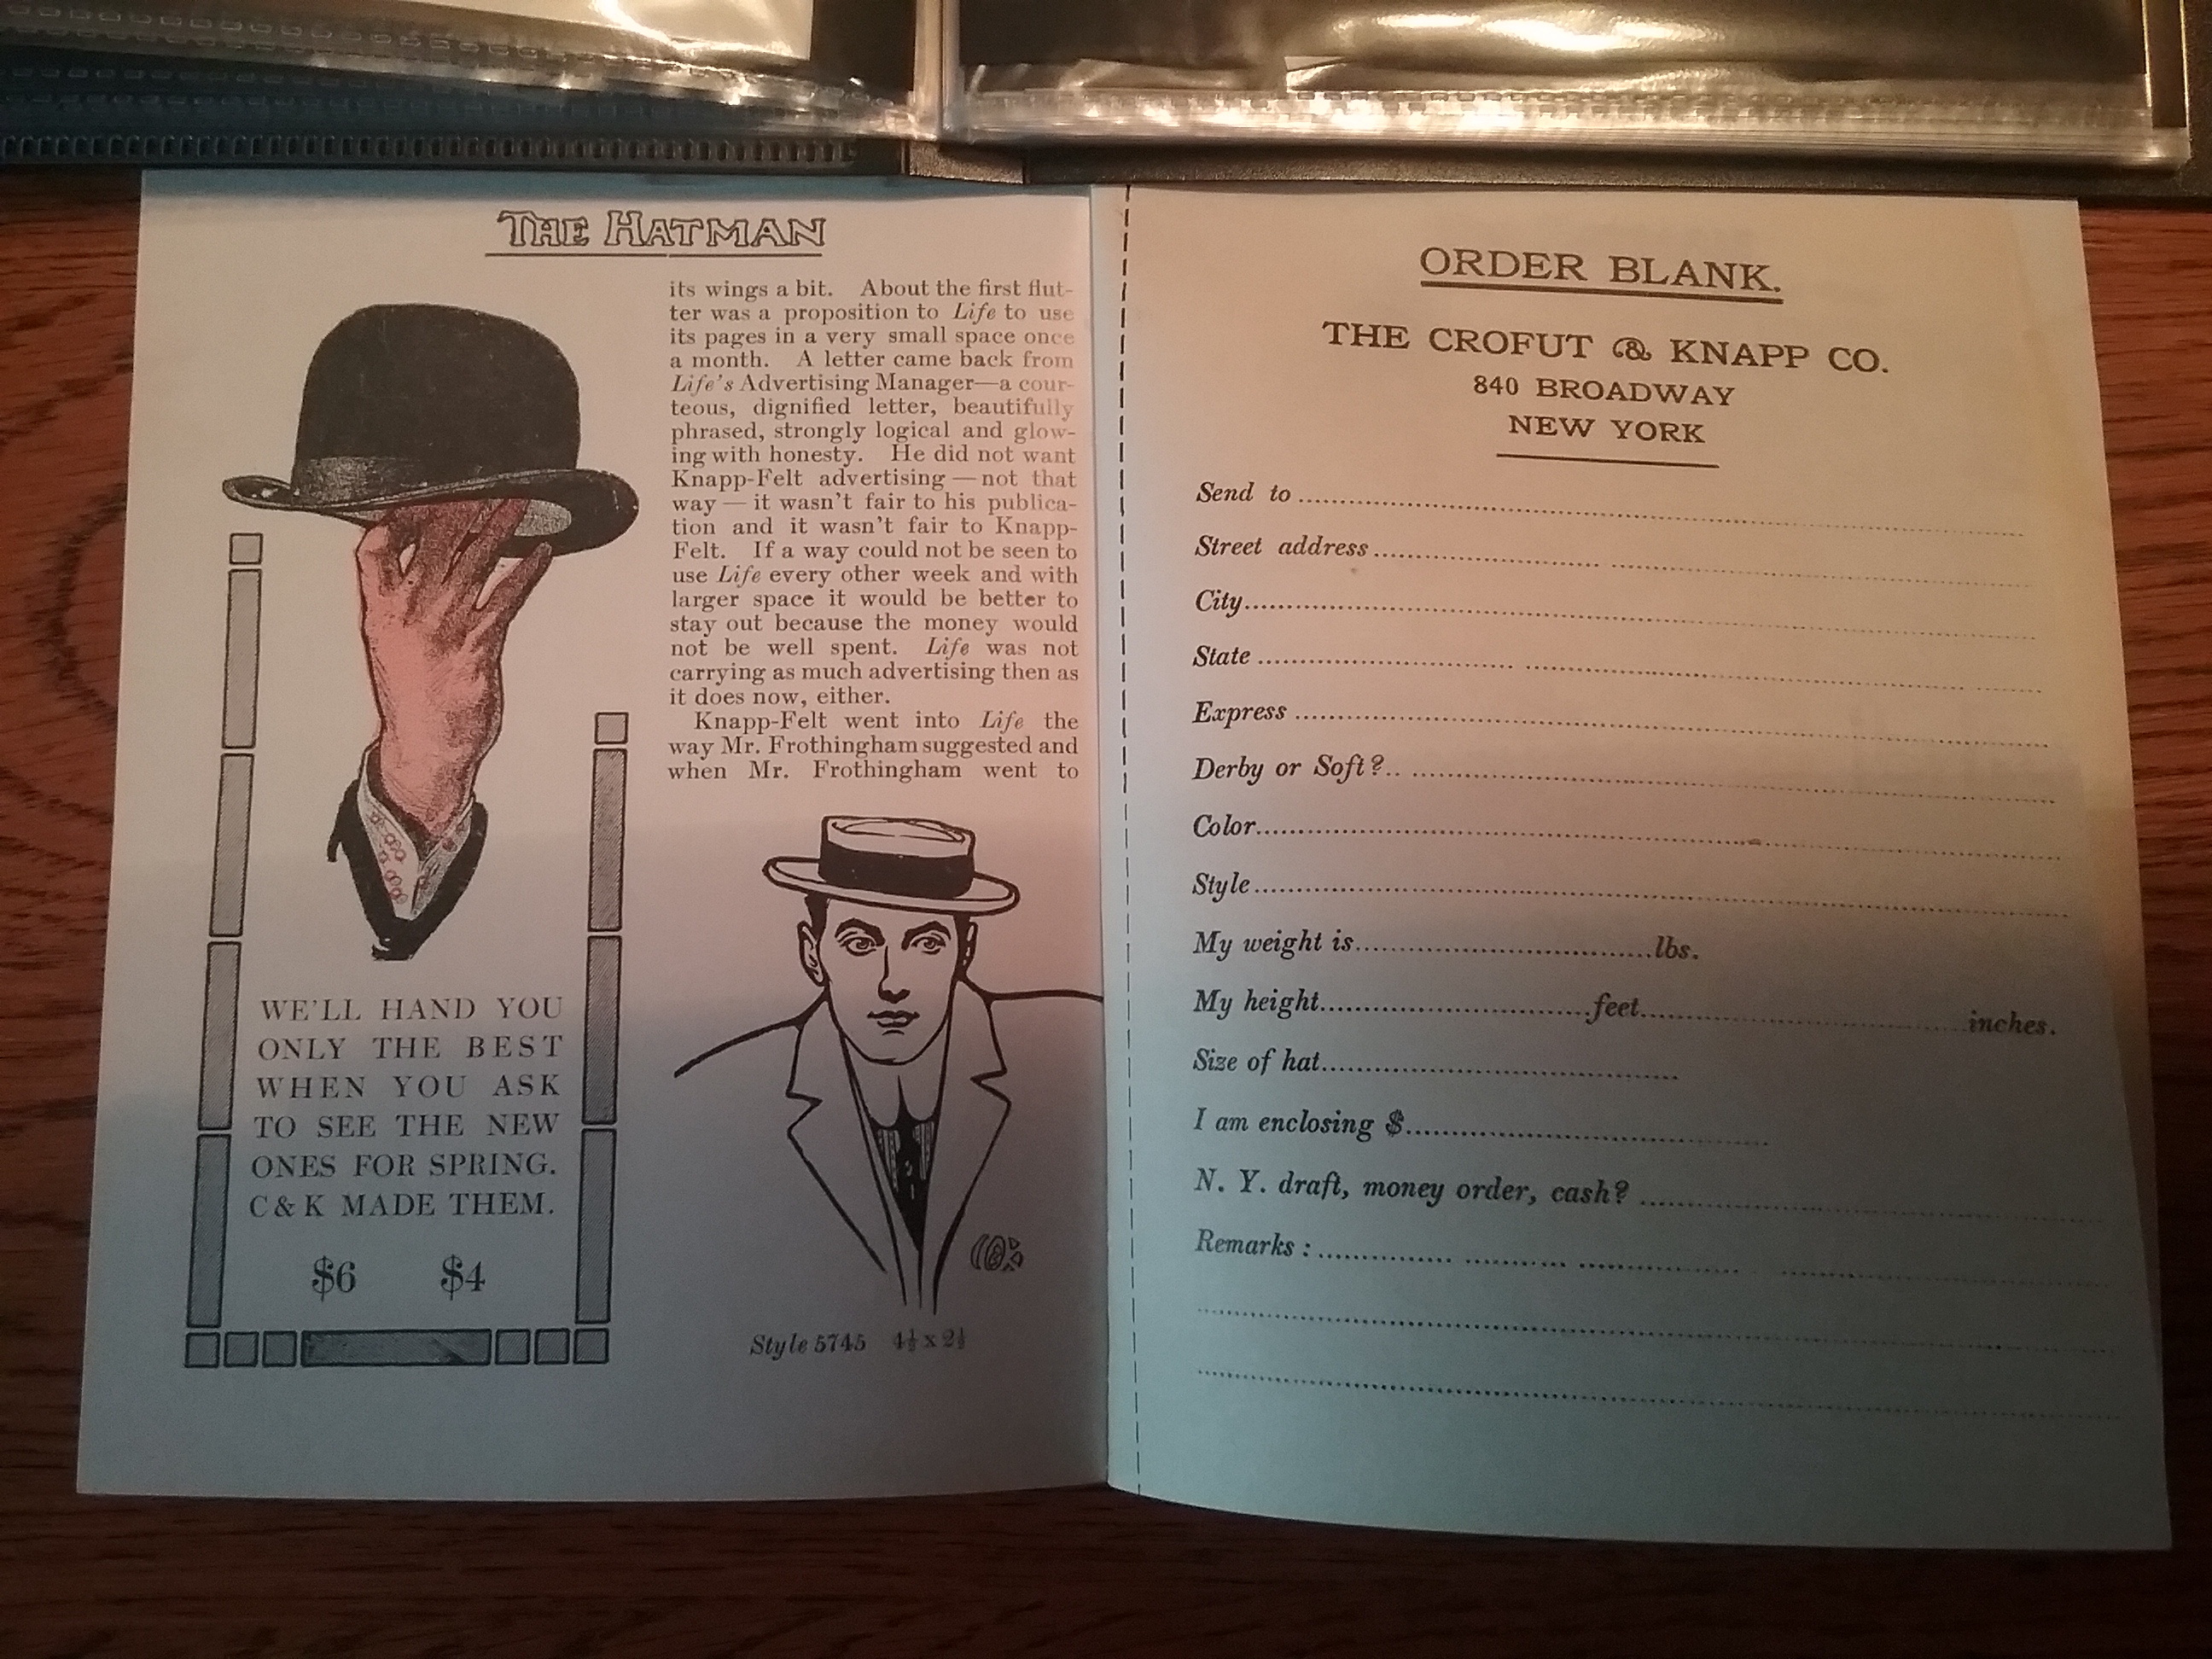 THE HATMAN
its wings a bit. About the first flut-
ter was a proposition to Life to use
its pages in a very small space once
a month. A letter came back from
Life's Advertising Manager—a cour-
teous, dignified letter, beautifully
phrased, strongly logical and glow-
ing with honesty. He did not want
Knapp-Felt advertising — not that
way — it wasn't fair to his publica-
tion and it wasn't fair to Knapp-
Felt. If a way could not be seen to
use Life every other week and with
larger space it would be better to
stay out because the money would
not be well spent. Life was not
carrying as much advertising then as
it does now, either.
Knapp-Felt went into Life the
way Mr. Frothingham suggested and
when Mr. Frothingham went to
WE'LL HAND YOU
ONLY THE BEST
WHEN YOU ASK
TO SEE THE NEW
ONES FOR SPRING.
C & K MADE THEM.
$6 $4
Style 5745 4½ x 2½
ORDER BLANK.
THE CROFUT & KNAPP CO.
840 BROADWAY
NEW YORK
Send to
Street address
City
State
Express
Derby or Soft?
Color
Style
My weight is lbs.
My height feet inches.
Size of hat
I am enclosing $
N. Y. draft, money order, cash?
Remarks :